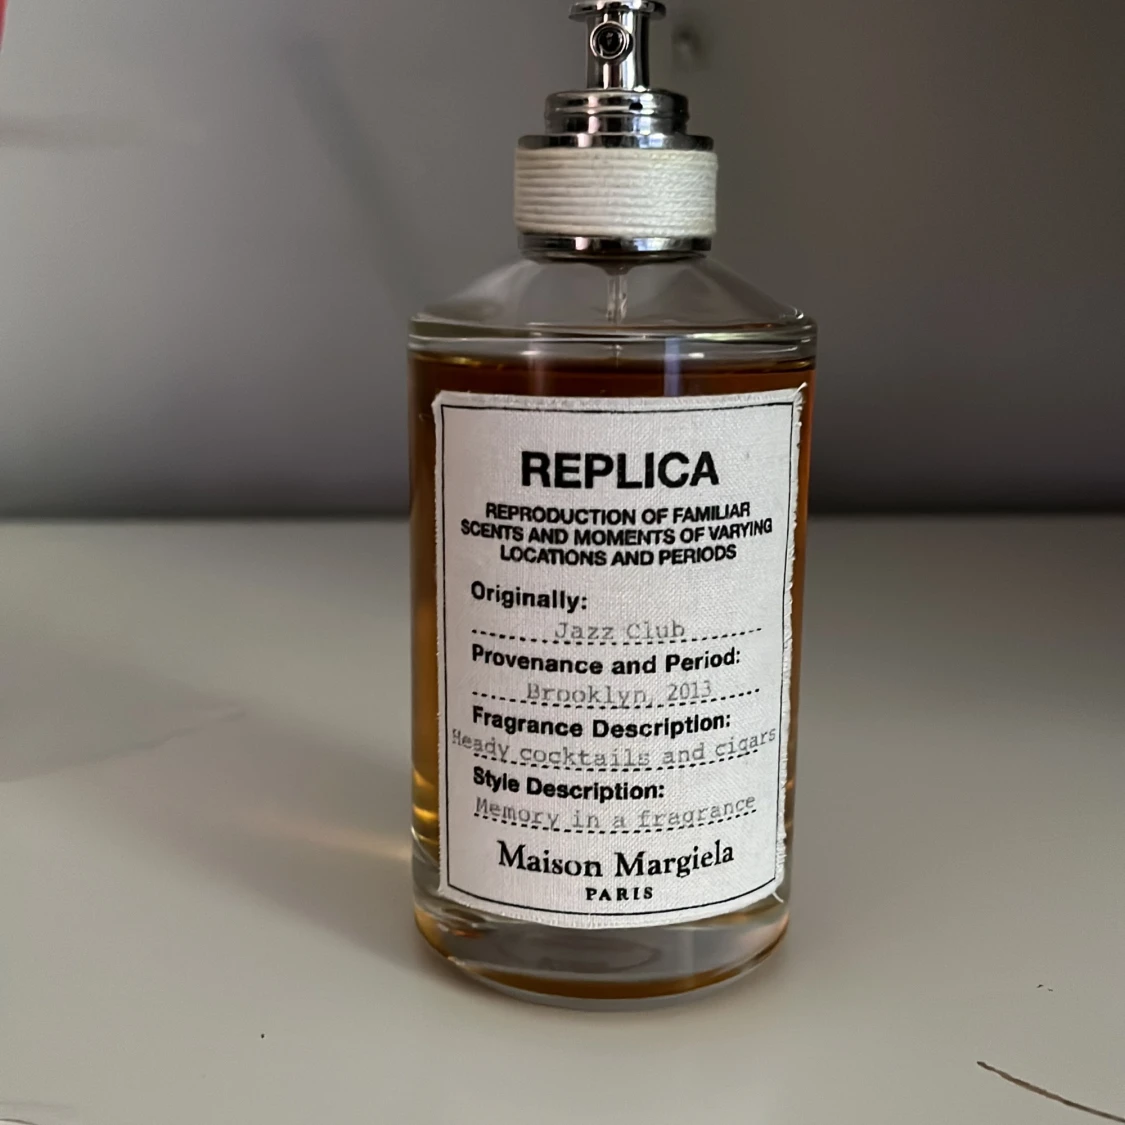 REPLICA
REPRODUCTION OF FAMILIAR
SCENTS AND MOMENTS OF VARYING
LOCATIONS AND PERIODS
Originally:
Jazz Club
Provenance and Period:
Brooklyn, 2013
Fragrance Description:
Heady cocktails and cigars
Style Description:
Memory in a fragrance
Maison Margiela
PARIS